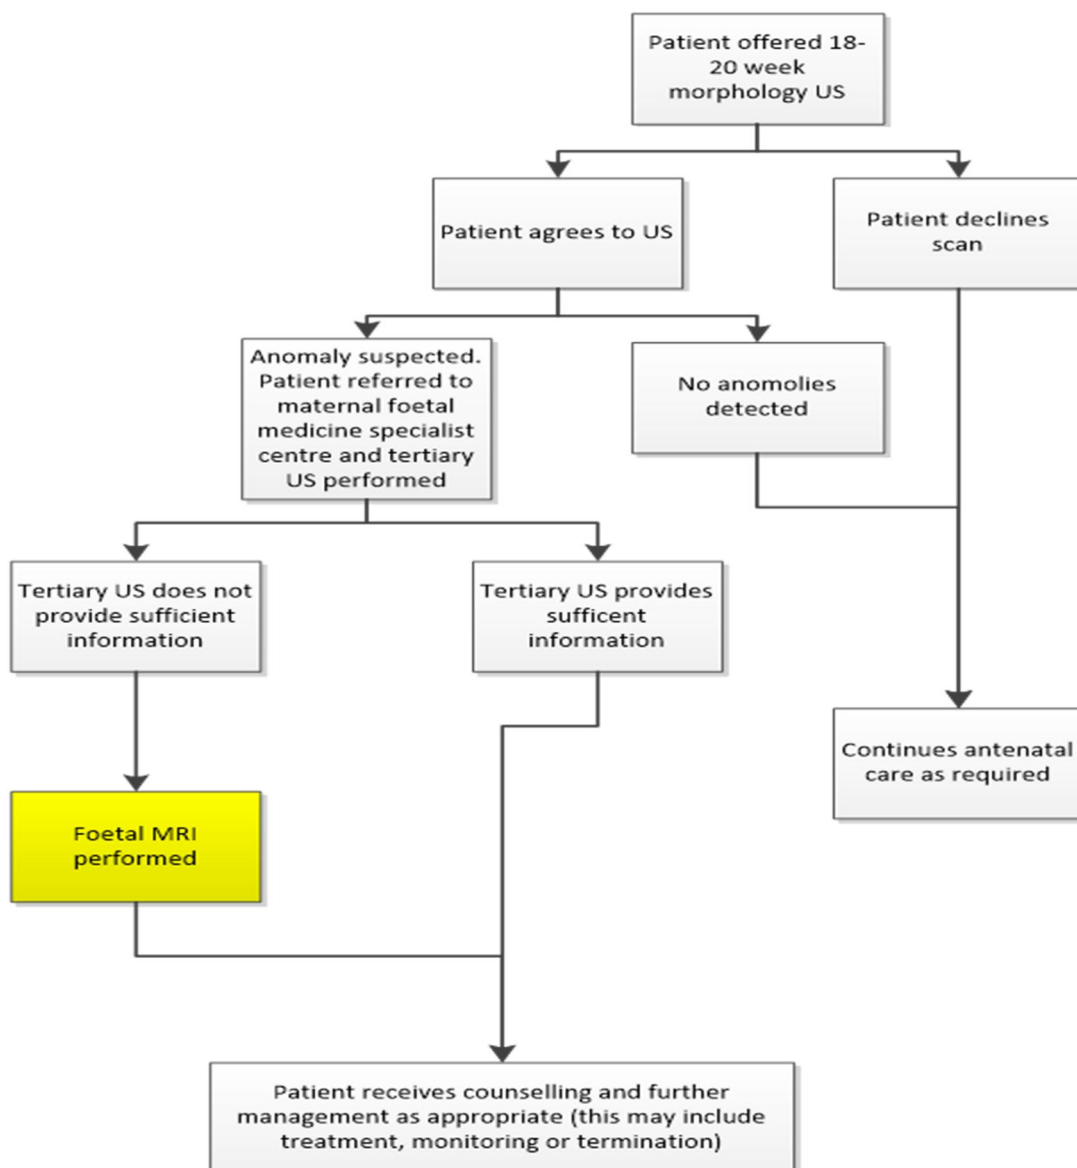 Patient offered 18-
20 week
morphology US
Patient agrees to US
Patient declines
scan
Anomaly suspected.
Patient referred to
maternal foetal
medicine specialist
centre and tertiary
US performed
No anomolies
detected
Tertiary US does not
provide sufficient
information
Tertiary US provides
sufficent
information
Continues antenatal
care as required
Foetal MRI
performed
Patient receives counselling and further
management as appropriate (this may include
treatment, monitoring or termination)